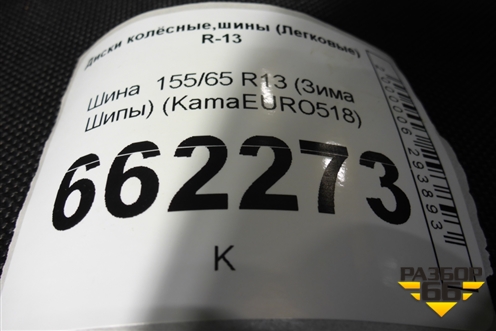 Диски колёсные,шины (Легковые)
R-13
Шина 155/65 R13 (Зима
Шипы) (KamaEURO518)
662273
К
РАЗБОР
66